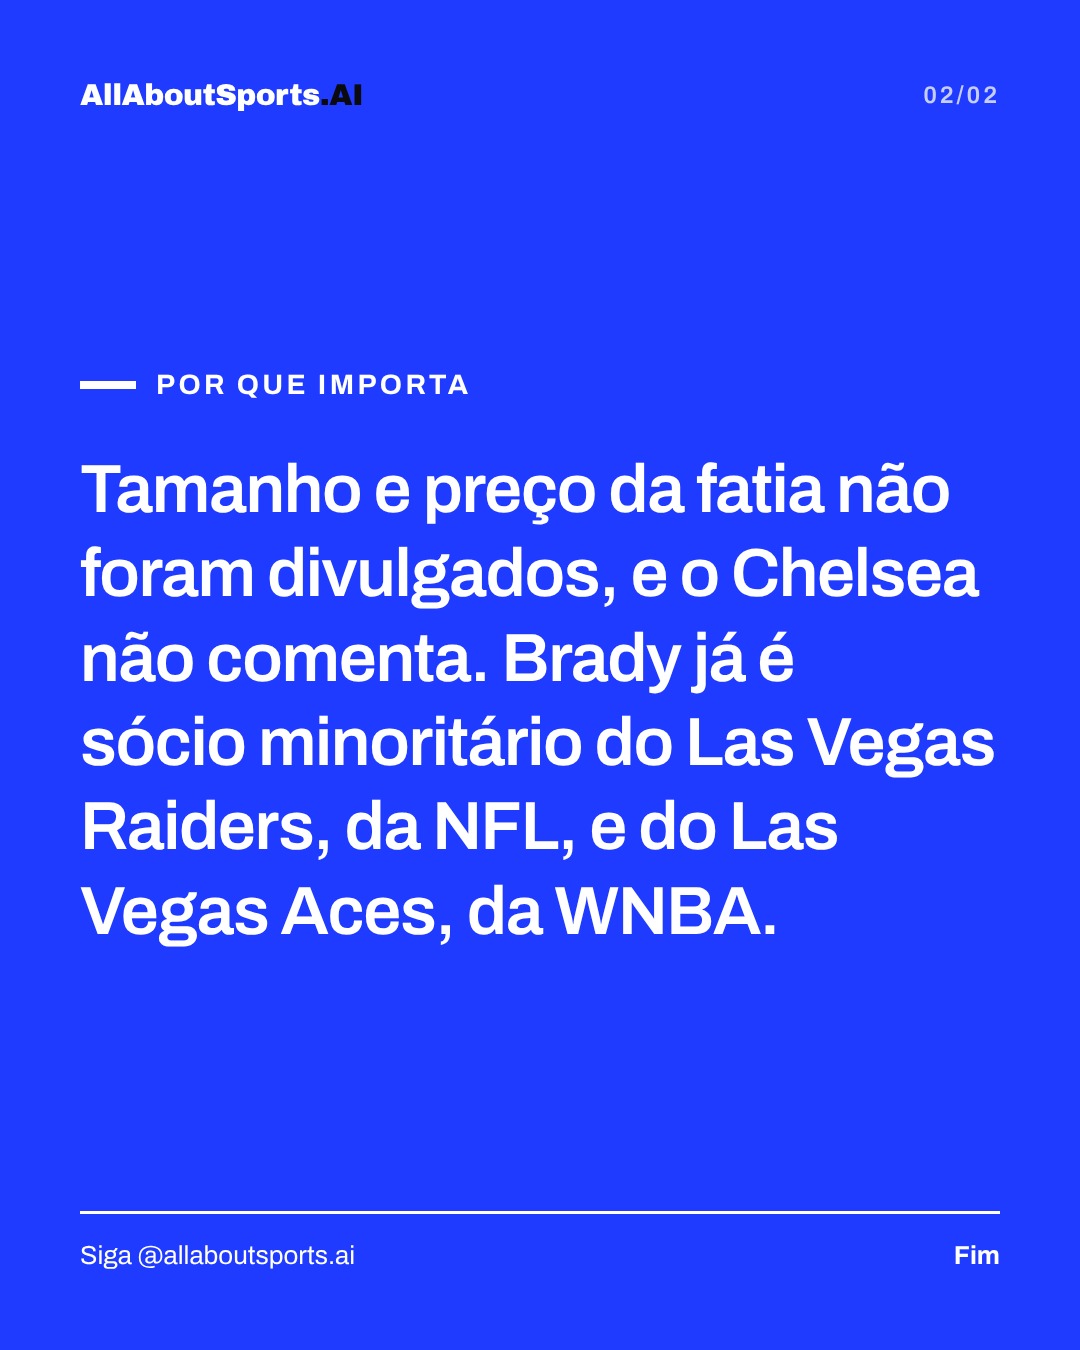 AllAboutSports.AI
02/02
POR QUE IMPORTA
Tamanho e preço da fatia não
foram divulgados, e o Chelsea
não comenta. Brady já é
sócio minoritário do Las Vegas
Raiders, da NFL, e do Las
Vegas Aces, da WNBA.
Siga @allaboutsports.ai
Fim